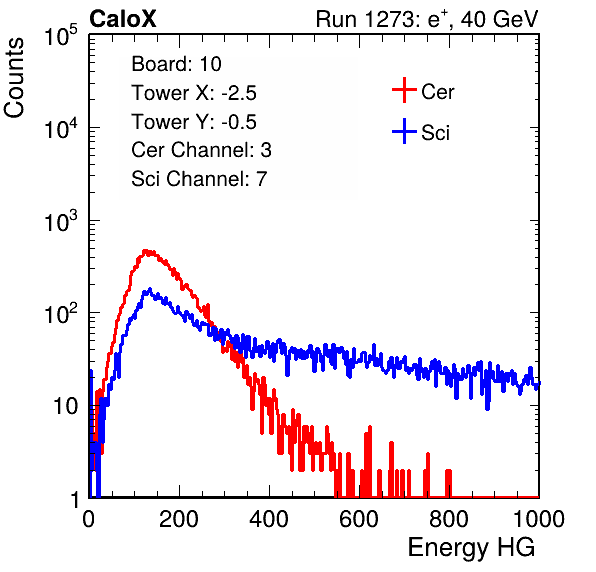 CaloX Run 1273: e⁺, 40 GeV
Counts
10⁵
10⁴
10³
10²
10
1
Board: 10
Tower X: -2.5
Tower Y: -0.5
Cer Channel: 3
Sci Channel: 7
Cer
Sci
0 200 400 600 800 1000
Energy HG